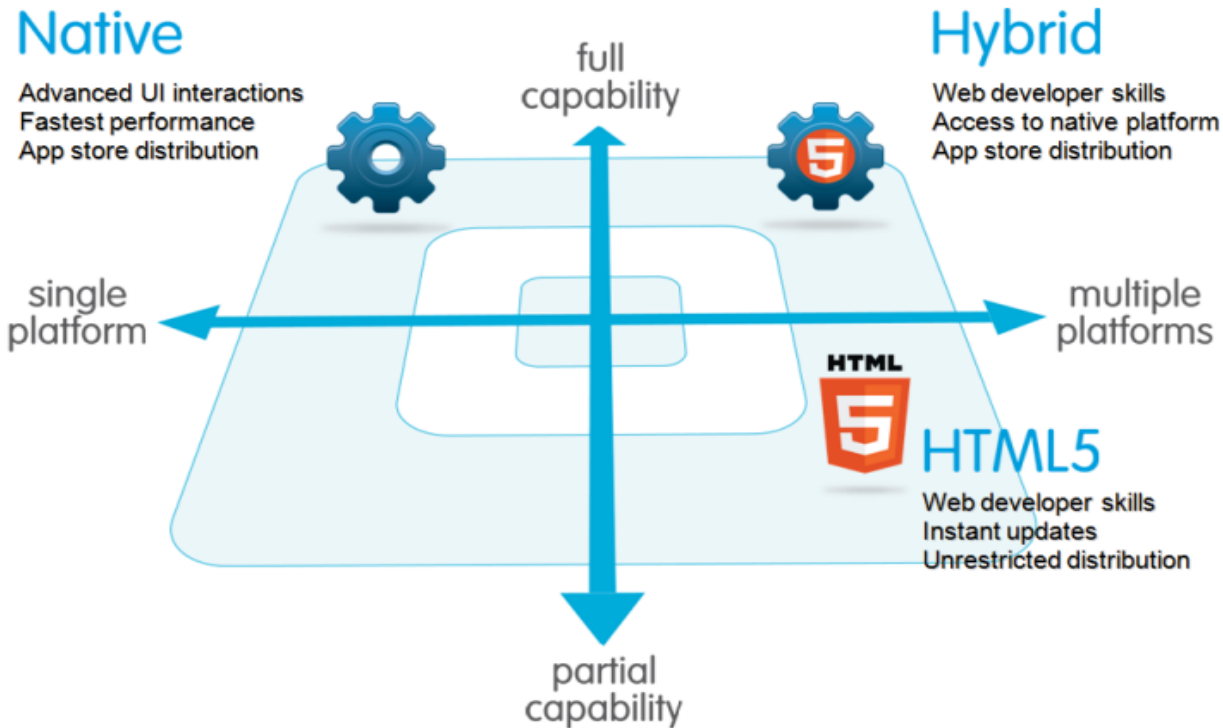 Native
Advanced UI interactions
Fastest performance
App store distribution
full
capability
Hybrid
Web developer skills
Access to native platform
App store distribution
5
single
platform
multiple
platforms
HTML
5
HTML5
Web developer skills
Instant updates
Unrestricted distribution
partial
capability